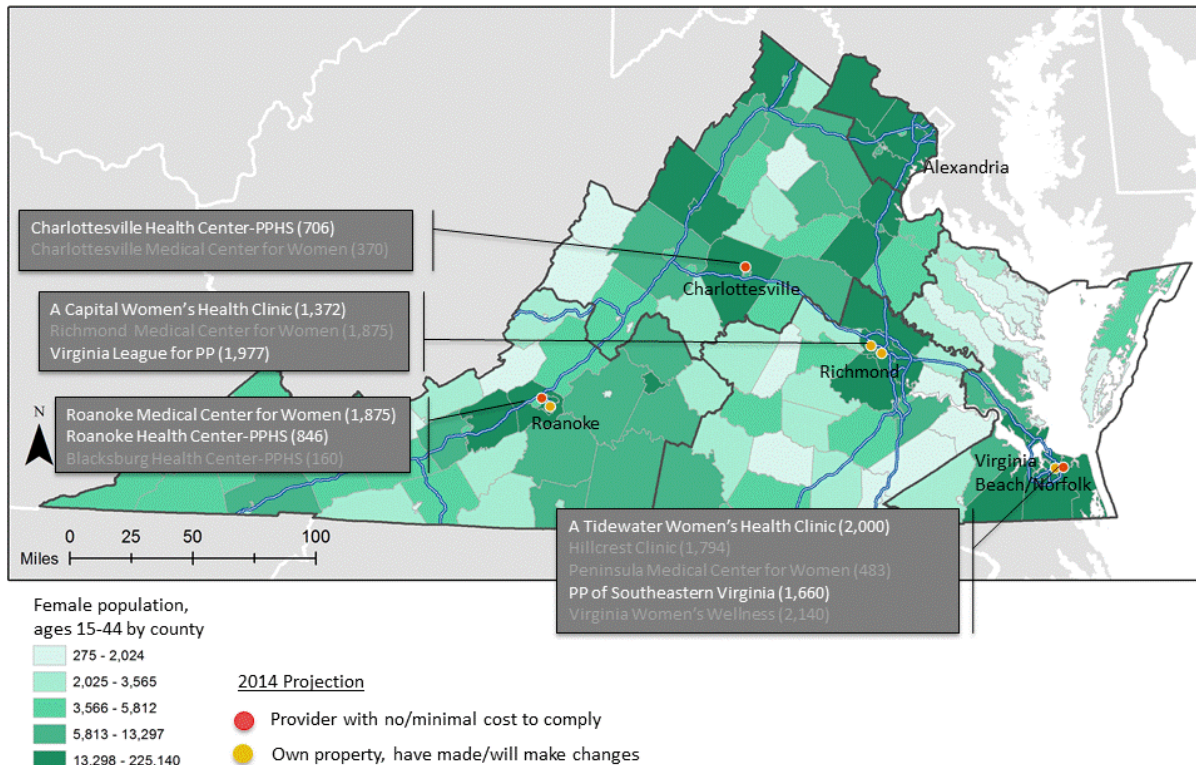 Alexandria
Charlottesville Health Center-PPHS (706)
Charlottesville Medical Center for Women (370)
Charlottesville
A Capital Women's Health Clinic (1,372)
Richmond Medical Center for Women (1,875)
Virginia League for PP (1,977)
Richmond
N
Roanoke Medical Center for Women (1,875)
Roanoke Health Center-PPHS (846)
Blacksburg Health Center-PPHS (160)
Roanoke
Virginia
Beach/Norfolk
A Tidewater Women's Health Clinic (2,000)
Hillcrest Clinic (1,794)
Peninsula Medical Center for Women (483)
PP of Southeastern Virginia (1,660)
Virginia Women's Wellness (2,140)
0 25 50 100
Miles
Female population,
ages 15-44 by county
275 - 2,024
2,025 - 3,565
3,566 - 5,812
5,813 - 13,297
13,298 - 225,140
2014 Projection
Provider with no/minimal cost to comply
Own property, have made/will make changes